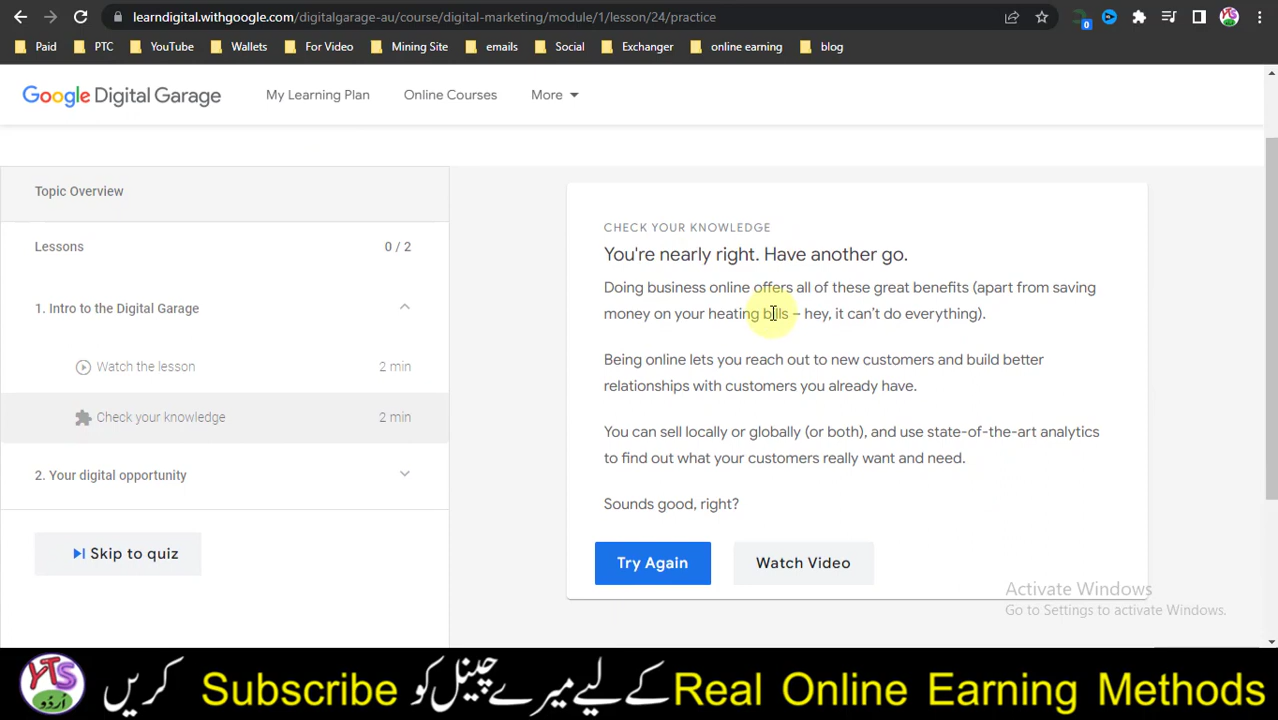 learndigital.withgoogle.com/digitalgarage-au/course/digital-marketing/module/1/lesson/24/practice
0
Paid PTC YouTube Wallets For Video Mining Site emails Social Exchanger online earning blog
Google Digital Garage My Learning Plan Online Courses More
Topic Overview
Lessons 0 / 2
1. Intro to the Digital Garage
Watch the lesson 2 min
Check your knowledge 2 min
2. Your digital opportunity
Skip to quiz
CHECK YOUR KNOWLEDGE
You're nearly right. Have another go.
Doing business online offers all of these great benefits (apart from saving
money on your heating bills – hey, it can't do everything).
Being online lets you reach out to new customers and build better
relationships with customers you already have.
You can sell locally or globally (or both), and use state-of-the-art analytics
to find out what your customers really want and need.
Sounds good, right?
Try Again Watch Video
Activate Windows
Go to Settings to activate Windows.
YTS اردو
Real Online Earning Methods کے لیے میرے چینل کو Subscribe کریں